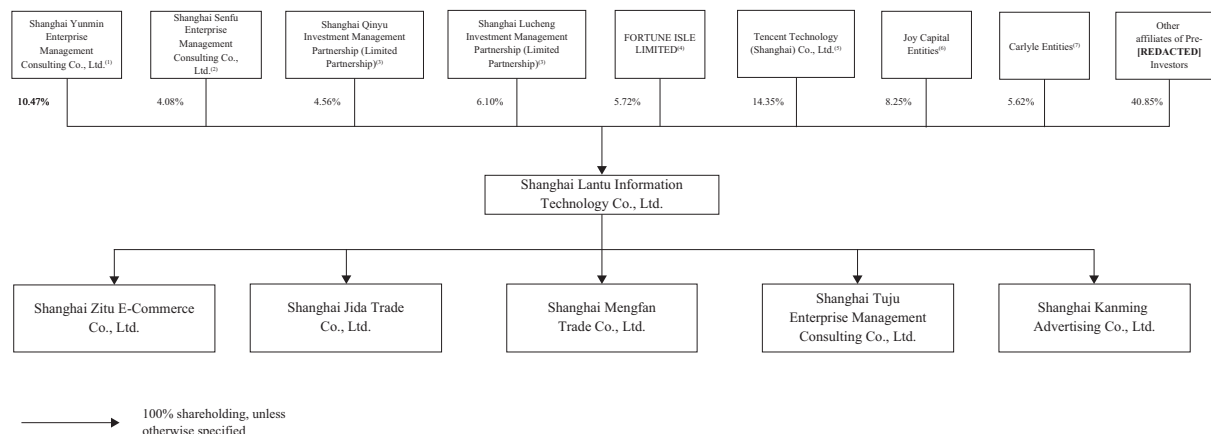 Shanghai Yunmin
Enterprise
Management
Consulting Co., Ltd.(1)
Shanghai Senfu
Enterprise
Management
Consulting Co.,
Ltd.(2)
Shanghai Qinyu
Investment Management
Partnership (Limited
Partnership)(3)
Shanghai Lucheng
Investment Management
Partnership (Limited
Partnership)(3)
FORTUNE ISLE
LIMITED(4)
Tencent Technology
(Shanghai) Co., Ltd.(5)
Joy Capital
Entities(6)
Carlyle Entities(7)
Other
affiliates of Pre-
[REDACTED]
Investors
10.47%
4.08%
4.56%
6.10%
5.72%
14.35%
8.25%
5.62%
40.85%
Shanghai Lantu Information
Technology Co., Ltd.
Shanghai Zitu E-Commerce
Co., Ltd.
Shanghai Jida Trade
Co., Ltd.
Shanghai Mengfan
Trade Co., Ltd.
Shanghai Tuju
Enterprise Management
Consulting Co., Ltd.
Shanghai Kanming
Advertising Co., Ltd.
100% shareholding, unless
otherwise specified